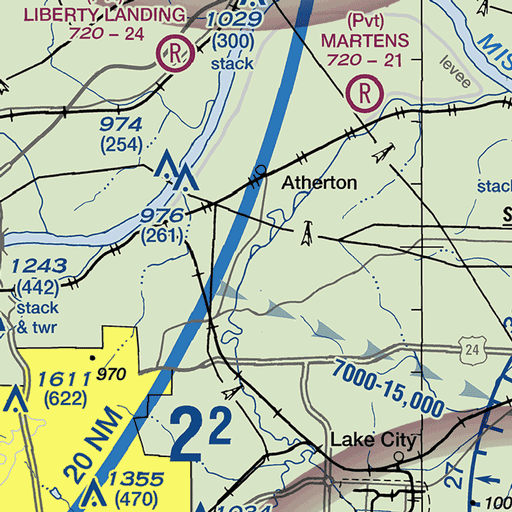 LIBERTY LANDING
720 - 24
R
1029
(300)
stack
(Pvt)
MARTENS
720 - 21
R
levee
974
(254)
Atherton
976
(261)
stack
1243
(442)
stack
& twr
24
1611
(622)
970
7000-15,000
20 NM
2²
Lake City
27
1355
(470)